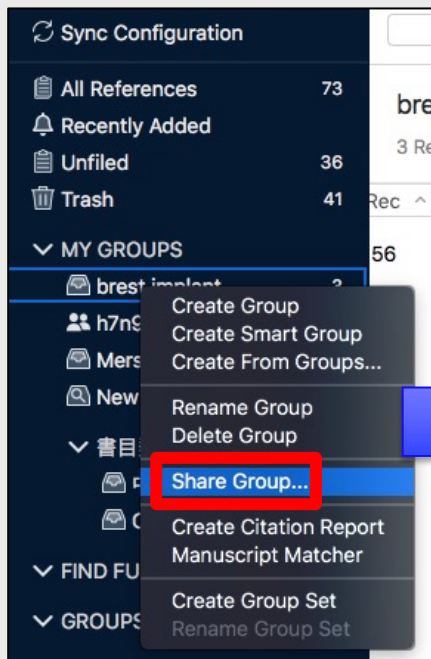 Sync Configuration
All References 73
Recently Added
Unfiled 36
Trash 41
bre
3 Re
Rec
56
MY GROUPS
brest implant 3
h7n9
Mers
New
書目
FIND FU
GROUPS
Create Group
Create Smart Group
Create From Groups...
Rename Group
Delete Group
Share Group...
Create Citation Report
Manuscript Matcher
Create Group Set
Rename Group Set